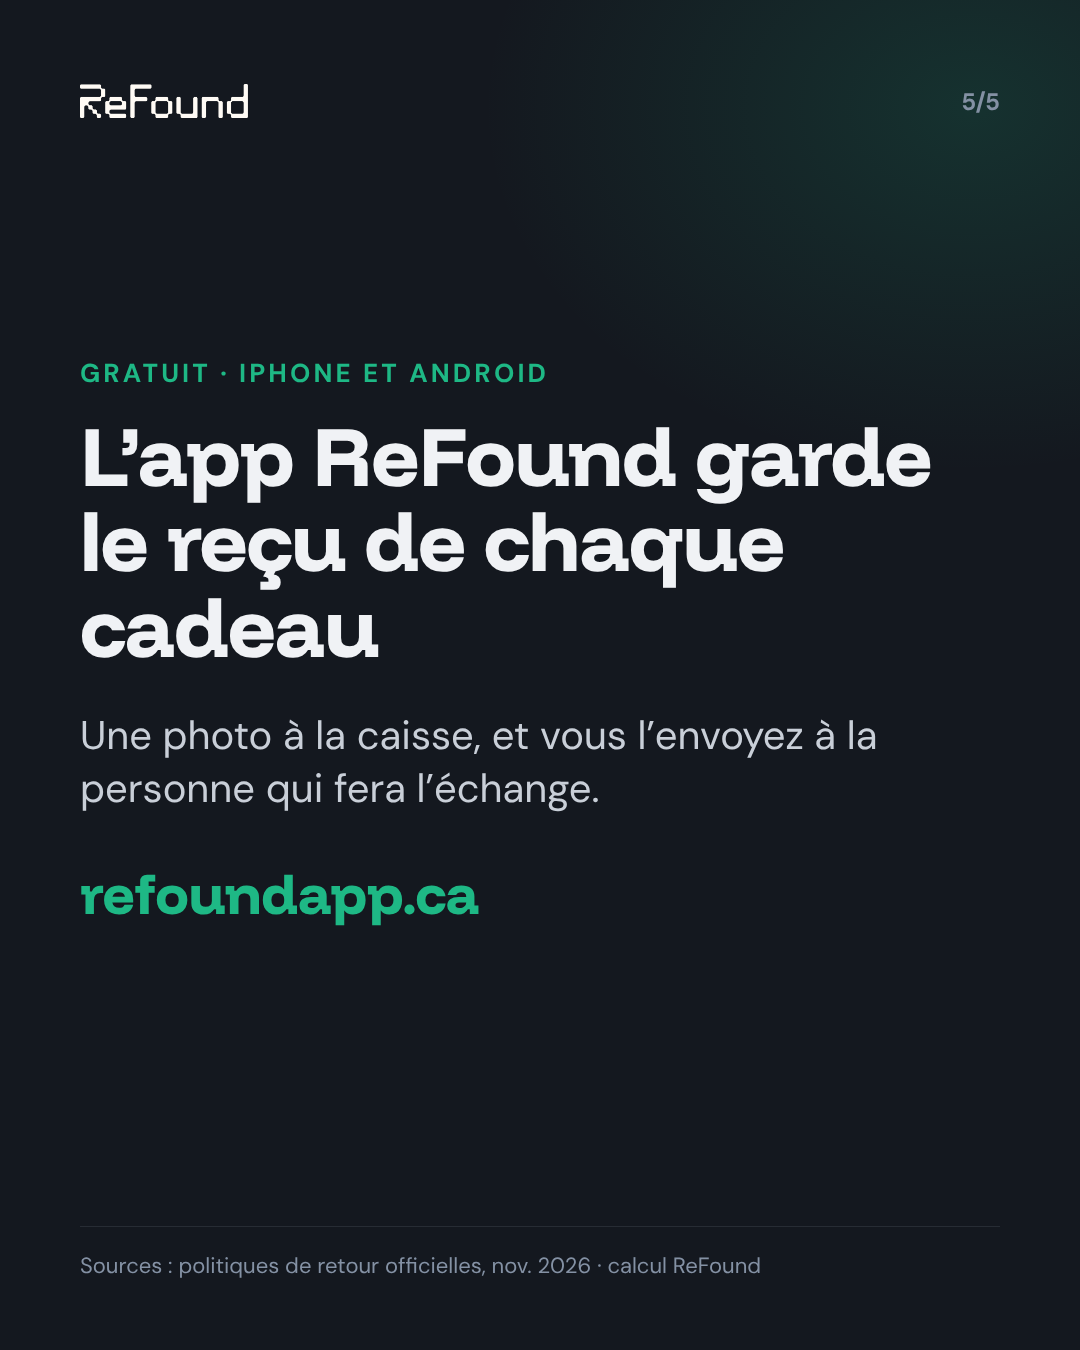 ReFound
5/5
GRATUIT · IPHONE ET ANDROID
L’app ReFound garde
le reçu de chaque
cadeau
Une photo à la caisse, et vous l’envoyez à la
personne qui fera l’échange.
refoundapp.ca
Sources : politiques de retour officielles, nov. 2026 · calcul ReFound